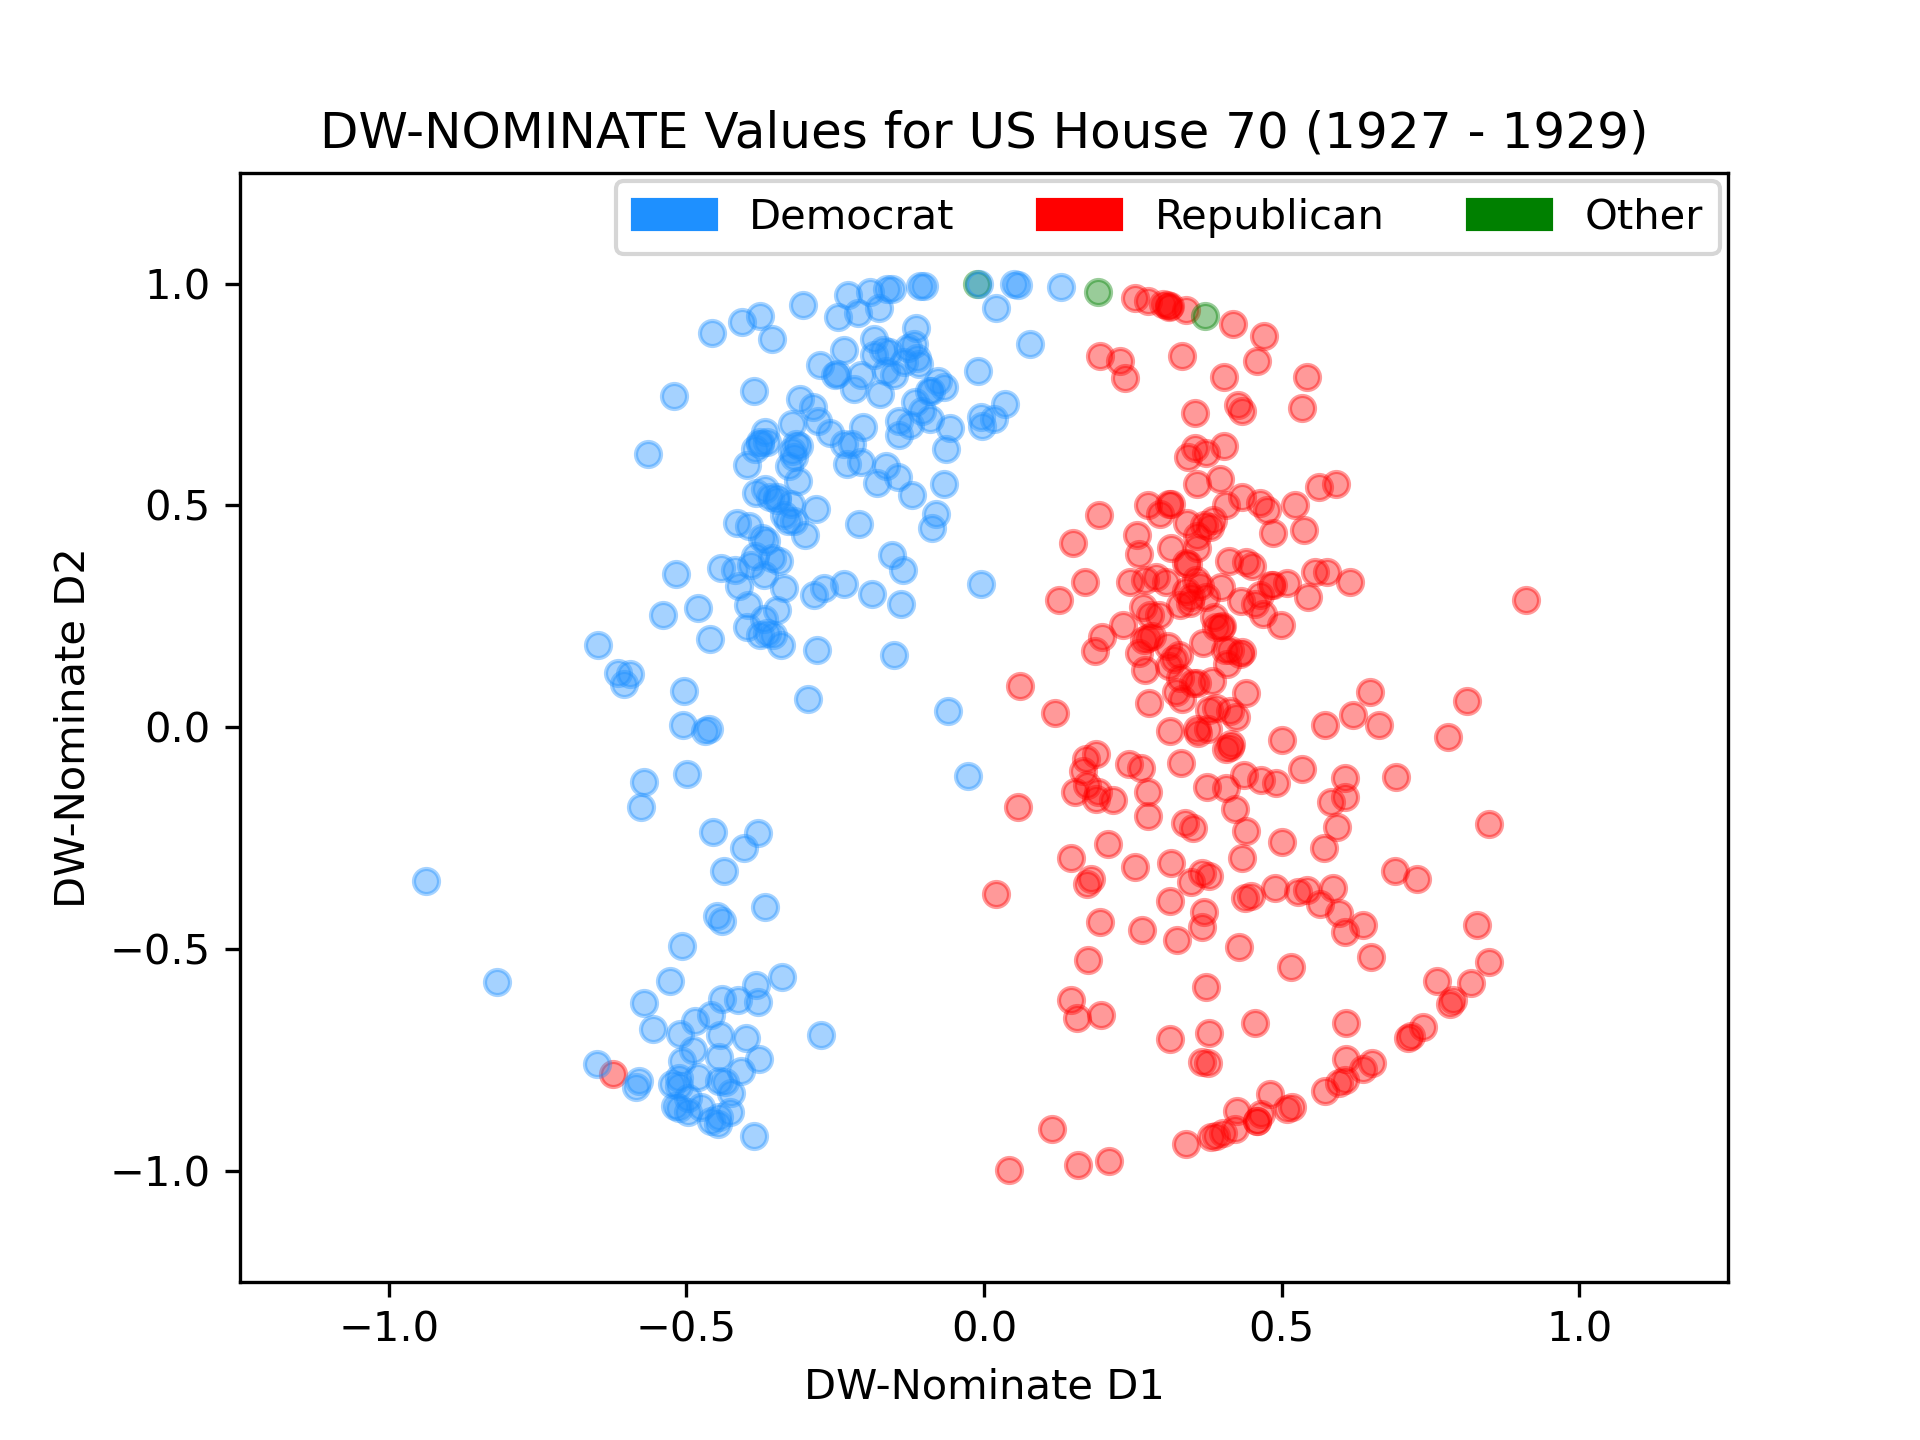 DW-NOMINATE Values for US House 70 (1927 - 1929)
Democrat Republican Other
1.0
0.5
0.0
−0.5
−1.0
DW-Nominate D2
−1.0 −0.5 0.0 0.5 1.0
DW-Nominate D1